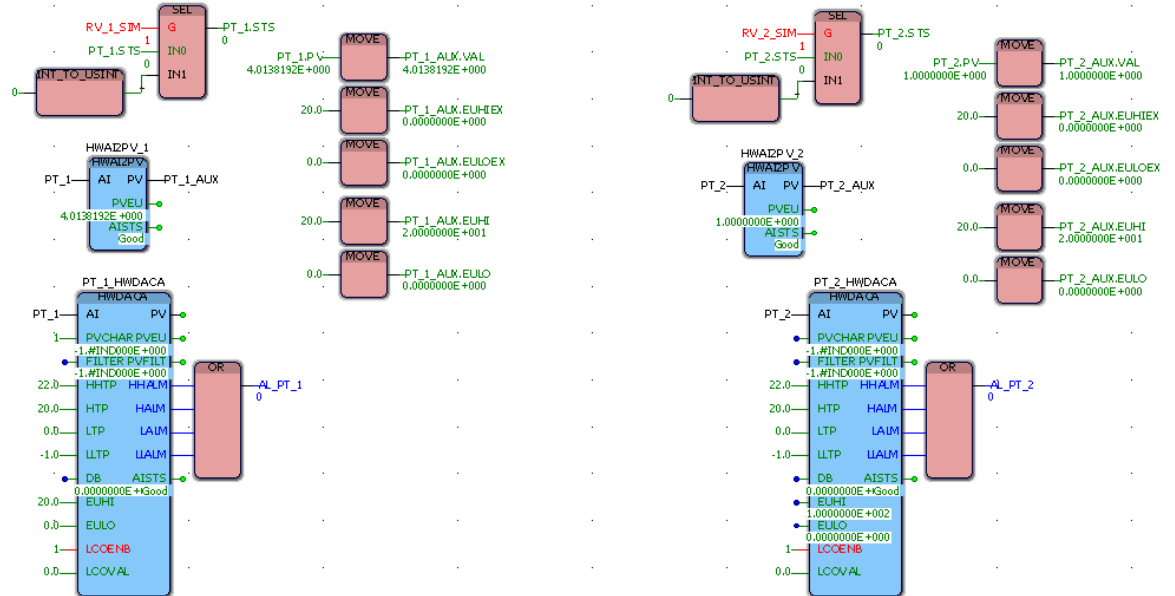 SEL
RV_1_SIM G PT_1.STS
1 0
PT_1.STS IN0
0
INT_TO_USINT IN1
0
PT_1.PV MOVE PT_1_AUX.VAL
4.0138192E+000 4.0138192E+000
MOVE
20.0 PT_1_AUX.EUHIEX
0.0000000E+000
MOVE
0.0 PT_1_AUX.EULOEX
0.0000000E+000
MOVE
20.0 PT_1_AUX.EUHI
2.0000000E+001
MOVE
0.0 PT_1_AUX.EULO
0.0000000E+000
HWAI2PV_1
HWAI2PV
PT_1 AI PV PT_1_AUX
PVEU
4.0138192E+000
AISTS
Good
PT_1_HWDACA
HWDACA
PT_1 AI PV
1 PVCHAR PVEU
-1.#IND000E+000
FILTER PVFILT
-1.#IND000E+000
22.0 HHTP HHALM OR AL_PT_1
0
20.0 HTP HALM
0.0 LTP LALM
-1.0 LLTP LLALM
DB AISTS
0.0000000E+ Good
20.0 EUHI
0.0 EULO
1 LCOENB
0.0 LCOVAL
SEL
RV_2_SIM G PT_2.STS
1 0
PT_2.STS IN0
0
INT_TO_USINT IN1
0
MOVE
PT_2.PV PT_2_AUX.VAL
1.0000000E+000 1.0000000E+000
MOVE
20.0 PT_2_AUX.EUHIEX
0.0000000E+000
MOVE
0.0 PT_2_AUX.EULOEX
0.0000000E+000
MOVE
20.0 PT_2_AUX.EUHI
2.0000000E+001
MOVE
0.0 PT_2_AUX.EULO
0.0000000E+000
HWAI2PV_2
HWAI2PV
PT_2 AI PV PT_2_AUX
PVEU
1.0000000E+000
AISTS
Good
PT_2_HWDACA
HWDACA
PT_2 AI PV
PVCHAR PVEU
-1.#IND000E+000
FILTER PVFILT
-1.#IND000E+000
22.0 HHTP HHALM OR AL_PT_2
0
20.0 HTP HALM
0.0 LTP LALM
-1.0 LLTP LLALM
DB AISTS
0.0000000E+ Good
EUHI
1.0000000E+002
EULO
0.0000000E+000
1 LCOENB
0.0 LCOVAL